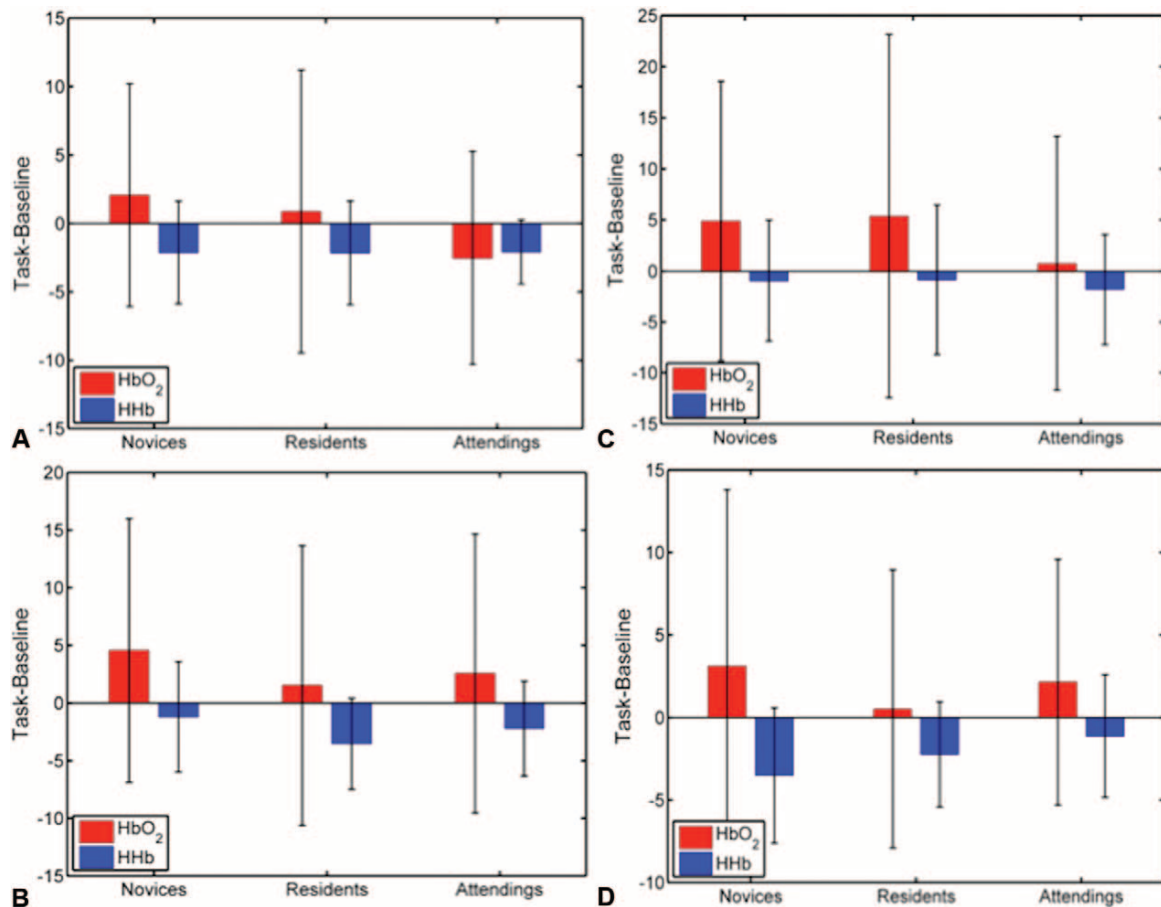 15
10
5
0
-5
-10
-15
Task-Baseline
HbO2
HHb
Novices Residents Attendings
A
25
20
15
10
5
0
-5
-10
-15
Task-Baseline
HbO2
HHb
Novices Residents Attendings
C
20
15
10
5
0
-5
-10
-15
Task-Baseline
HbO2
HHb
Novices Residents Attendings
B
15
10
5
0
-5
-10
Task-Baseline
HbO2
HHb
Novices Residents Attendings
D